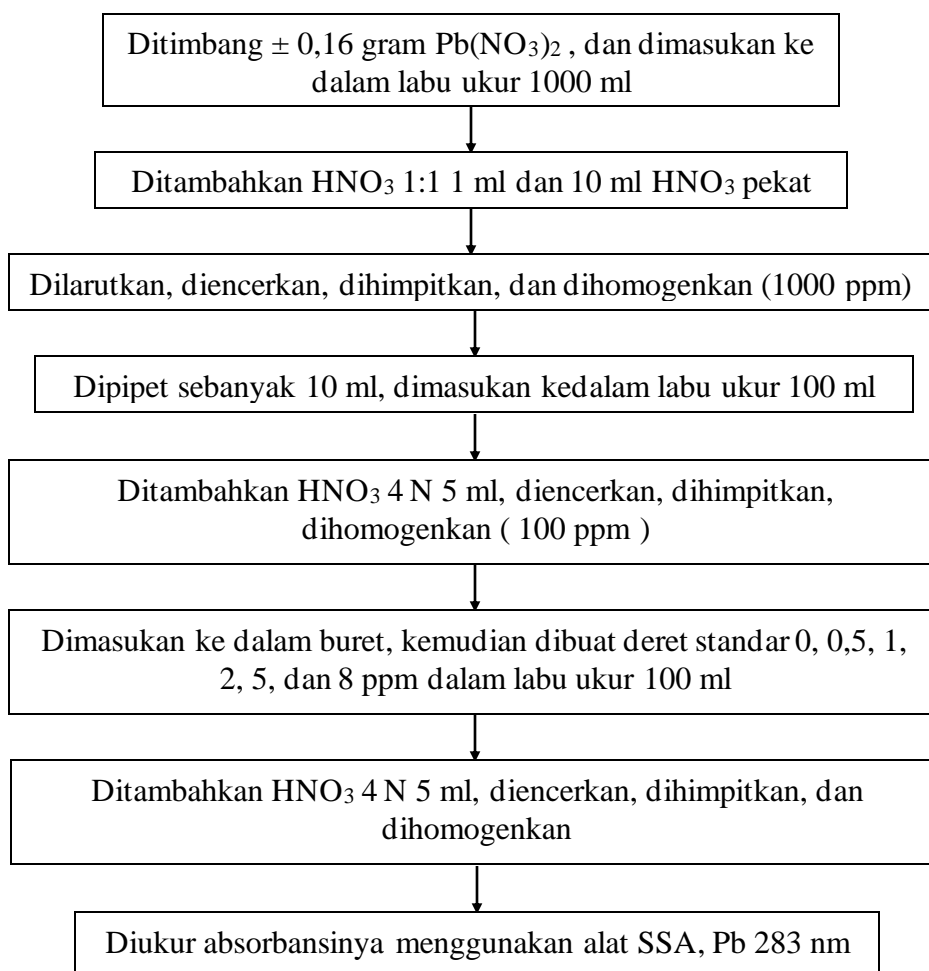 Ditimbang ± 0,16 gram Pb(NO₃)₂ , dan dimasukan ke
dalam labu ukur 1000 ml
Ditambahkan HNO₃ 1:1 1 ml dan 10 ml HNO₃ pekat
Dilarutkan, diencerkan, dihimpitkan, dan dihomogenkan (1000 ppm)
Dipipet sebanyak 10 ml, dimasukan kedalam labu ukur 100 ml
Ditambahkan HNO₃ 4 N 5 ml, diencerkan, dihimpitkan,
dihomogenkan ( 100 ppm )
Dimasukan ke dalam buret, kemudian dibuat deret standar 0, 0,5, 1,
2, 5, dan 8 ppm dalam labu ukur 100 ml
Ditambahkan HNO₃ 4 N 5 ml, diencerkan, dihimpitkan, dan
dihomogenkan
Diukur absorbansinya menggunakan alat SSA, Pb 283 nm